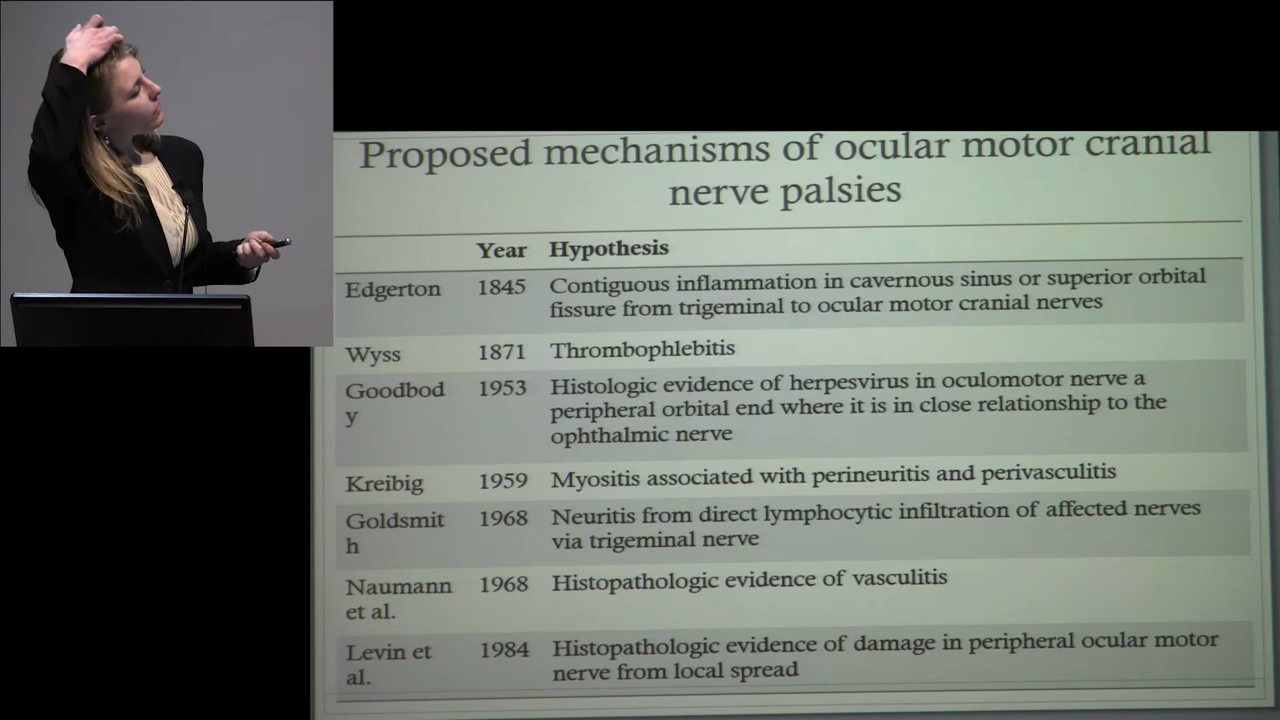 Proposed mechanisms of ocular motor cranial
nerve palsies
Year Hypothesis
Edgerton 1845 Contiguous inflammation in cavernous sinus or superior orbital
fissure from trigeminal to ocular motor cranial nerves
Wyss 1871 Thrombophlebitis
Goodbod 1953 Histologic evidence of herpesvirus in oculomotor nerve a
y peripheral orbital end where it is in close relationship to the
ophthalmic nerve
Kreibig 1959 Myositis associated with perineuritis and perivasculitis
Goldsmit 1968 Neuritis from direct lymphocytic infiltration of affected nerves
h via trigeminal nerve
Naumann 1968 Histopathologic evidence of vasculitis
et al.
Levin et 1984 Histopathologic evidence of damage in peripheral ocular motor
al. nerve from local spread